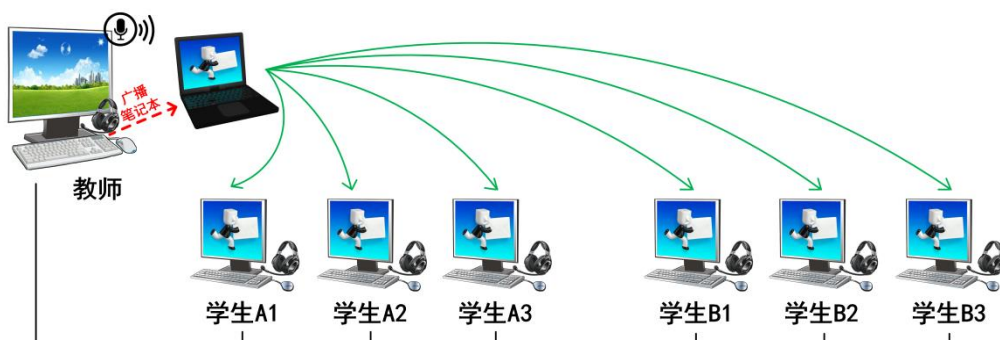 广播
笔记本
教师
学生A1
学生A2
学生A3
学生B1
学生B2
学生B3